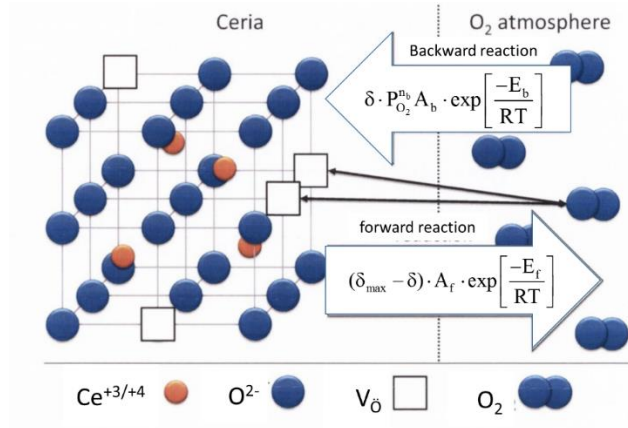 Ceria
O₂ atmosphere
Backward reaction
δ · P_{O₂}^{n_b} A_b · exp[−E_b / RT]
forward reaction
(δ_max − δ) · A_f · exp[−E_f / RT]
Ce⁺³/⁺⁴ O²⁻ V_Ö O₂